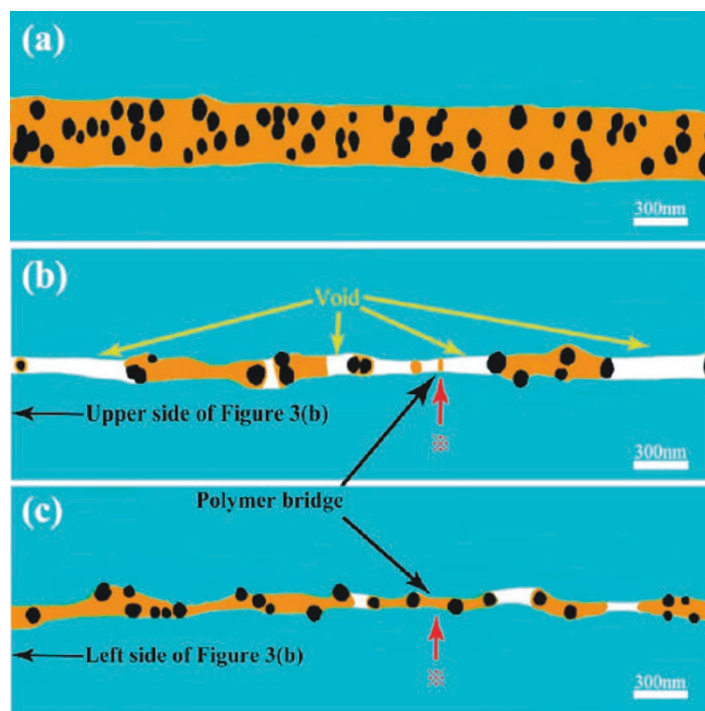 (a)
300nm
(b)
Void
Upper side of Figure 3(b)
※
300nm
Polymer bridge
(c)
Left side of Figure 3(b)
※
300nm